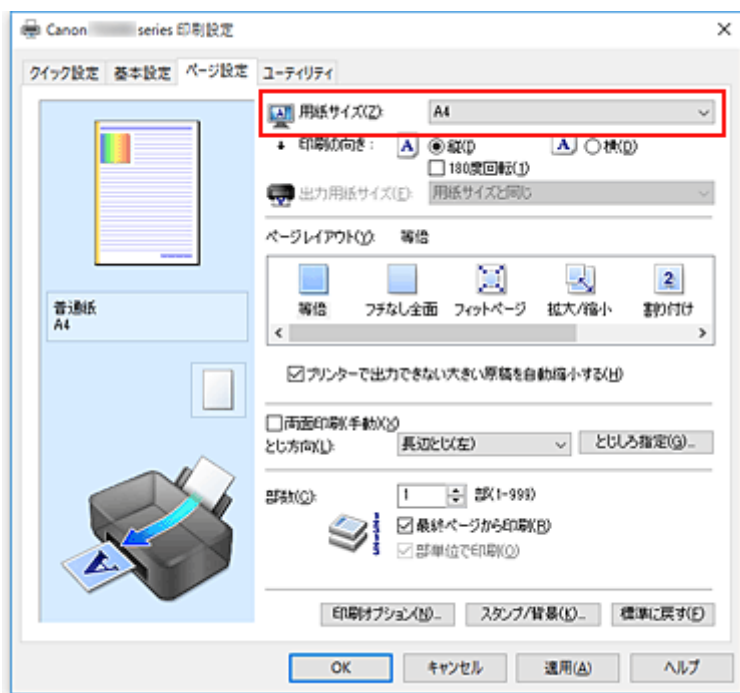 Canon series 印刷設定
クイック設定 基本設定 ページ設定 ユーティリティ
用紙サイズ(Z): A4
印刷の向き: A 縦(I) A 横(D)
180度回転(1)
出力用紙サイズ(E): 用紙サイズと同じ
ページレイアウト(Y): 等倍
等倍 フチなし全面 フィットページ 拡大/縮小 2 割り付け
普通紙
A4
プリンターで出力できない大きい原稿を自動縮小する(H)
両面印刷(手動)(X)
とじ方向(L): 長辺とじ(左) とじしろ指定(G)...
部数(C): 1 部(1-999)
最終ページから印刷(R)
部単位で印刷(O)
印刷オプション(N)... スタンプ/背景(K)... 標準に戻す(F)
OK キャンセル 適用(A) ヘルプ